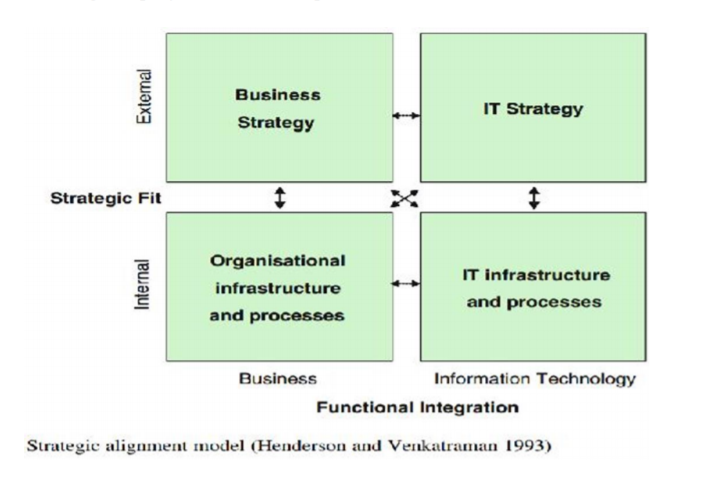 External
Business
Strategy
IT Strategy
Strategic Fit
Internal
Organisational
infrastructure
and processes
IT infrastructure
and processes
Business
Information Technology
Functional Integration
Strategic alignment model (Henderson and Venkatraman 1993)